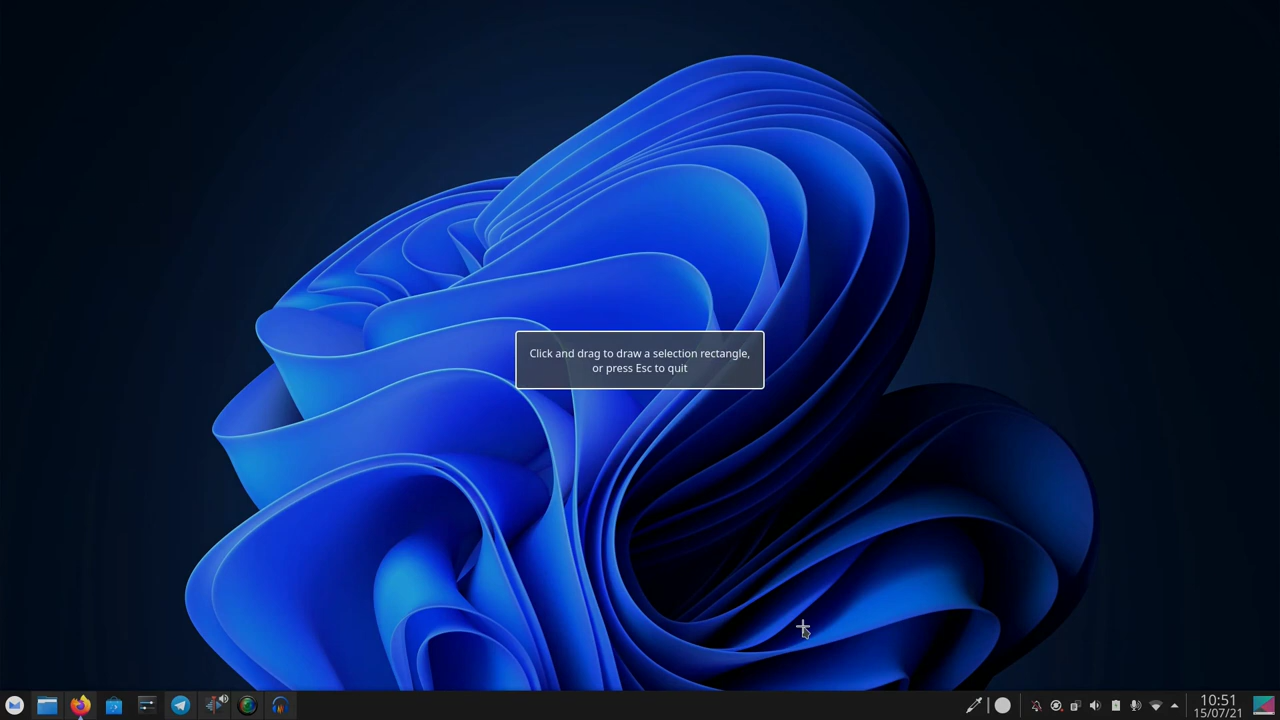 Click and drag to draw a selection rectangle,
or press Esc to quit
10:51
15/07/21